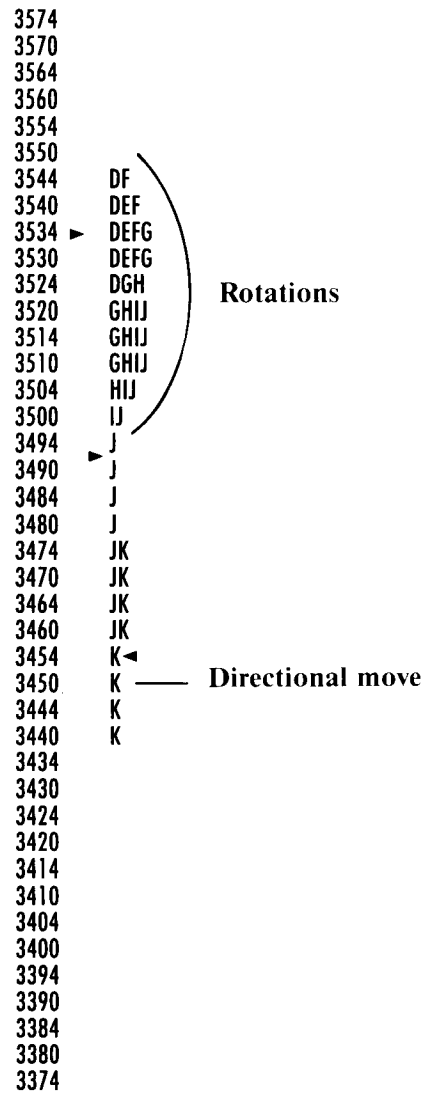 3574
3570
3564
3560
3554
3550
3544 DF
3540 DEF
3534 ► DEFG
3530 DEFG
3524 DGH
Rotations
3520 GHIJ
3514 GHIJ
3510 GHIJ
3504 HIJ
3500 IJ
3494 J
►
3490 J
3484 J
3480 J
3474 JK
3470 JK
3464 JK
3460 JK
3454 K◄
3450 K — Directional move
3444 K
3440 K
3434
3430
3424
3420
3414
3410
3404
3400
3394
3390
3384
3380
3374